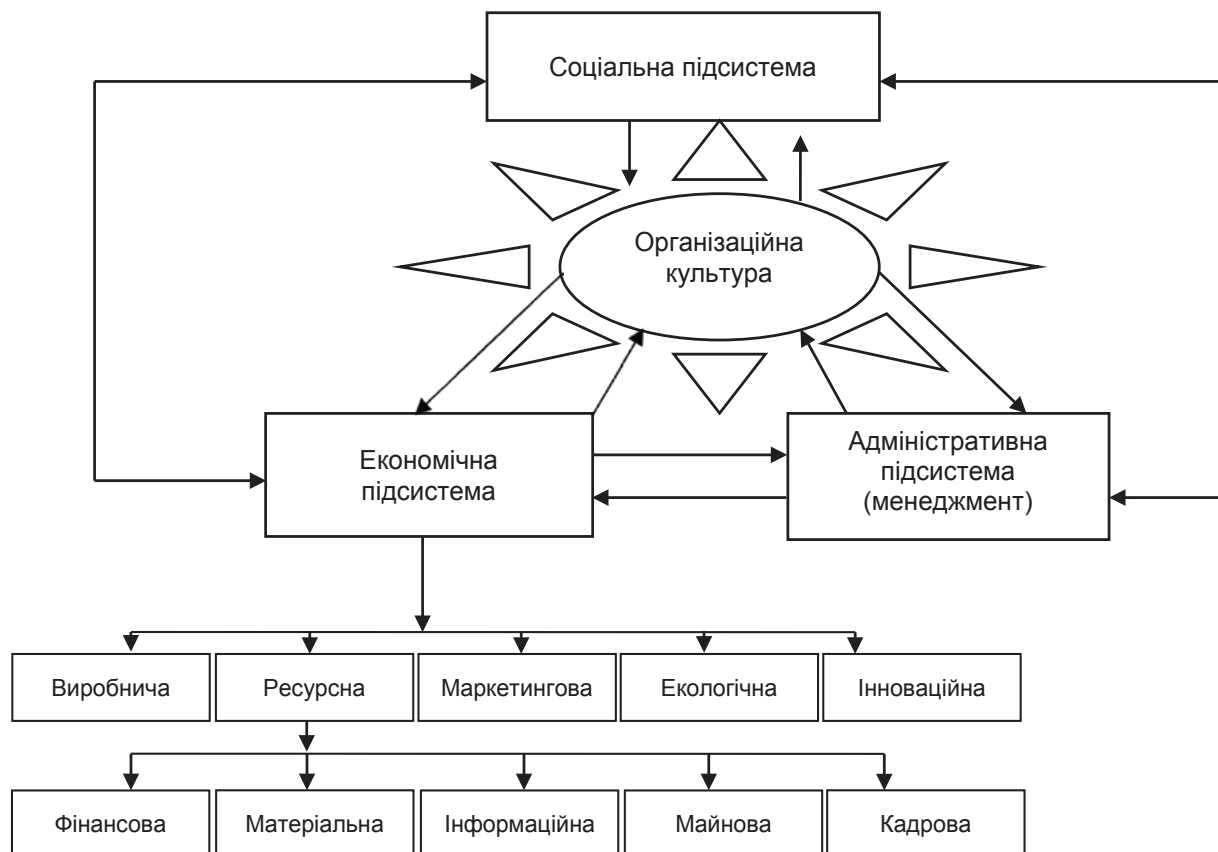 Соціальна підсистема
Організаційна
культура
Економічна
підсистема
Адміністративна
підсистема
(менеджмент)
Виробнича
Ресурсна
Маркетингова
Екологічна
Інноваційна
Фінансова
Матеріальна
Інформаційна
Майнова
Кадрова